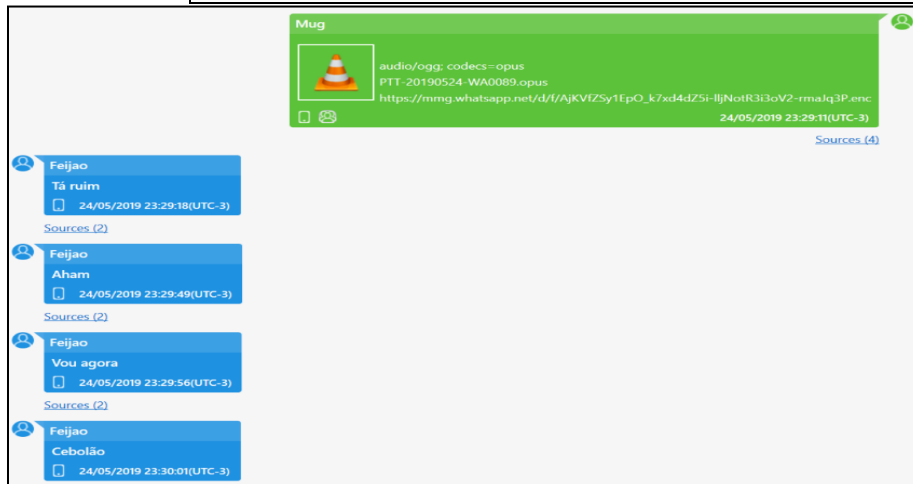 Mug
audio/ogg; codecs=opus
PTT-20190524-WA0089.opus
https://mmg.whatsapp.net/d/f/AjKVfZSy1EpO_k7xd4dZ5i-lljNotR3i3oV2-rmaJq3P.enc
24/05/2019 23:29:11(UTC-3)
Sources (4)
Feijao
Tá ruim
24/05/2019 23:29:18(UTC-3)
Sources (2)
Feijao
Aham
24/05/2019 23:29:49(UTC-3)
Sources (2)
Feijao
Vou agora
24/05/2019 23:29:56(UTC-3)
Sources (2)
Feijao
Cebolão
24/05/2019 23:30:01(UTC-3)